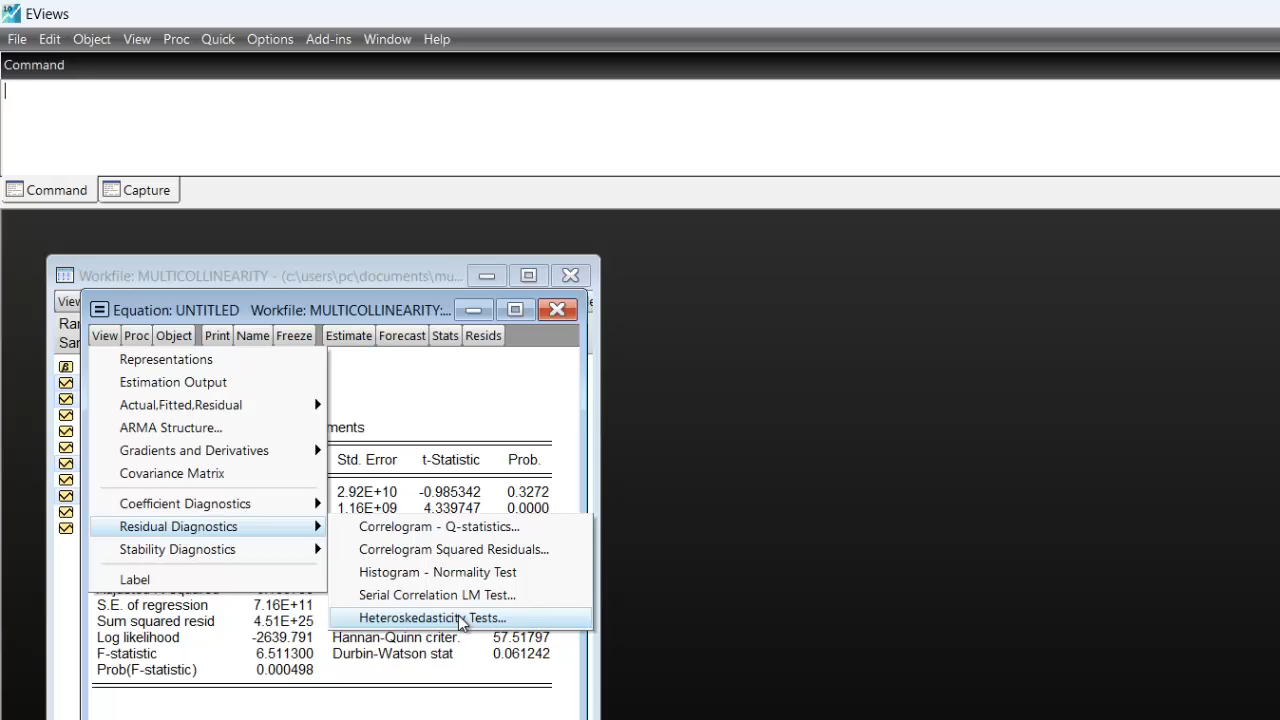 EViews
File Edit Object View Proc Quick Options Add-ins Window Help
Command
Command Capture
Workfile: MULTICOLLINEARITY - (c:\users\pc\documents\mu...
Equation: UNTITLED Workfile: MULTICOLLINEARITY:...
View Proc Object Print Name Freeze Estimate Forecast Stats Resids
Representations
Estimation Output
Actual,Fitted,Residual
ARMA Structure...
Gradients and Derivatives
Covariance Matrix
Coefficient Diagnostics
Residual Diagnostics
Stability Diagnostics
Label
Std. Error t-Statistic Prob.
2.92E+10 -0.985342 0.3272
1.16E+09 4.339747 0.0000
Correlogram - Q-statistics...
Correlogram Squared Residuals...
Histogram - Normality Test
Serial Correlation LM Test...
Heteroskedasticity Tests...
S.E. of regression 7.16E+11
Sum squared resid 4.51E+25
Log likelihood -2639.791 Hannan-Quinn criter. 57.51797
F-statistic 6.511300 Durbin-Watson stat 0.061242
Prob(F-statistic) 0.000498